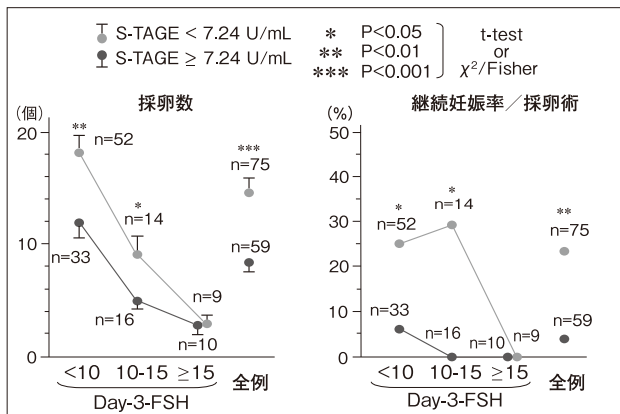 S-TAGE < 7.24 U/mL
S-TAGE ≥ 7.24 U/mL
* P<0.05
** P<0.01
*** P<0.001
t-test
or
χ²/Fisher
採卵数
(個)
20
10
0
**
n=52
*
n=14
n=9
***
n=75
n=33
n=16
n=10
n=59
<10 10-15 ≥15 全例
Day-3-FSH
継続妊娠率／採卵術
(%)
50
40
30
20
10
0
*
n=52
*
n=14
**
n=75
n=33
n=16
n=10
n=9
n=59
<10 10-15 ≥15 全例
Day-3-FSH